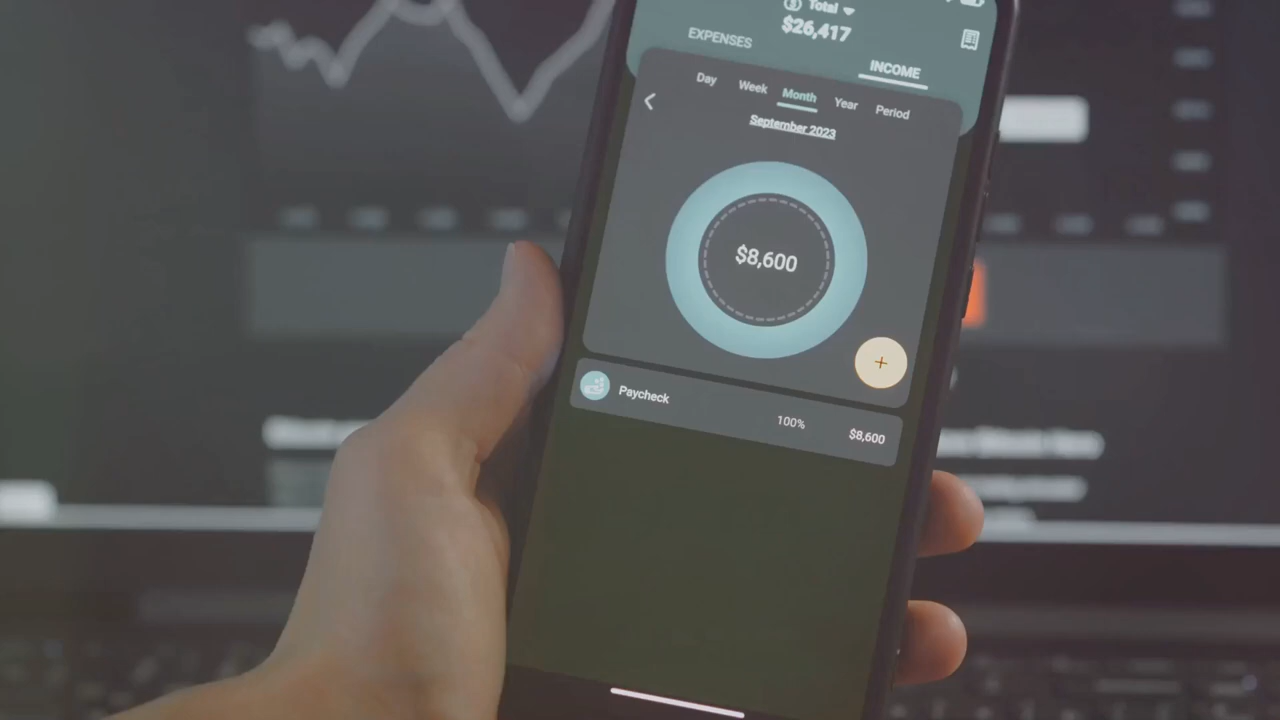 Total
$26,417
EXPENSES
INCOME
Day Week Month Year Period
September 2023
$8,600
+
Paycheck 100% $8,600